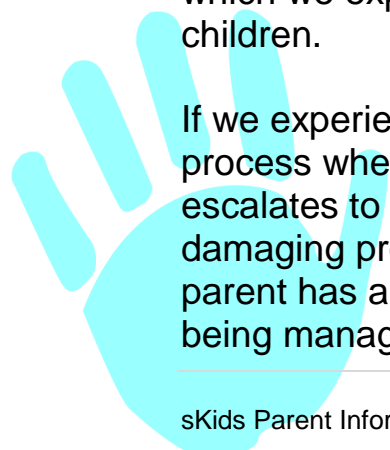 children.
If we experie
process whe
escalates to
damaging pr
parent has a
being manag
sKids Parent Infor